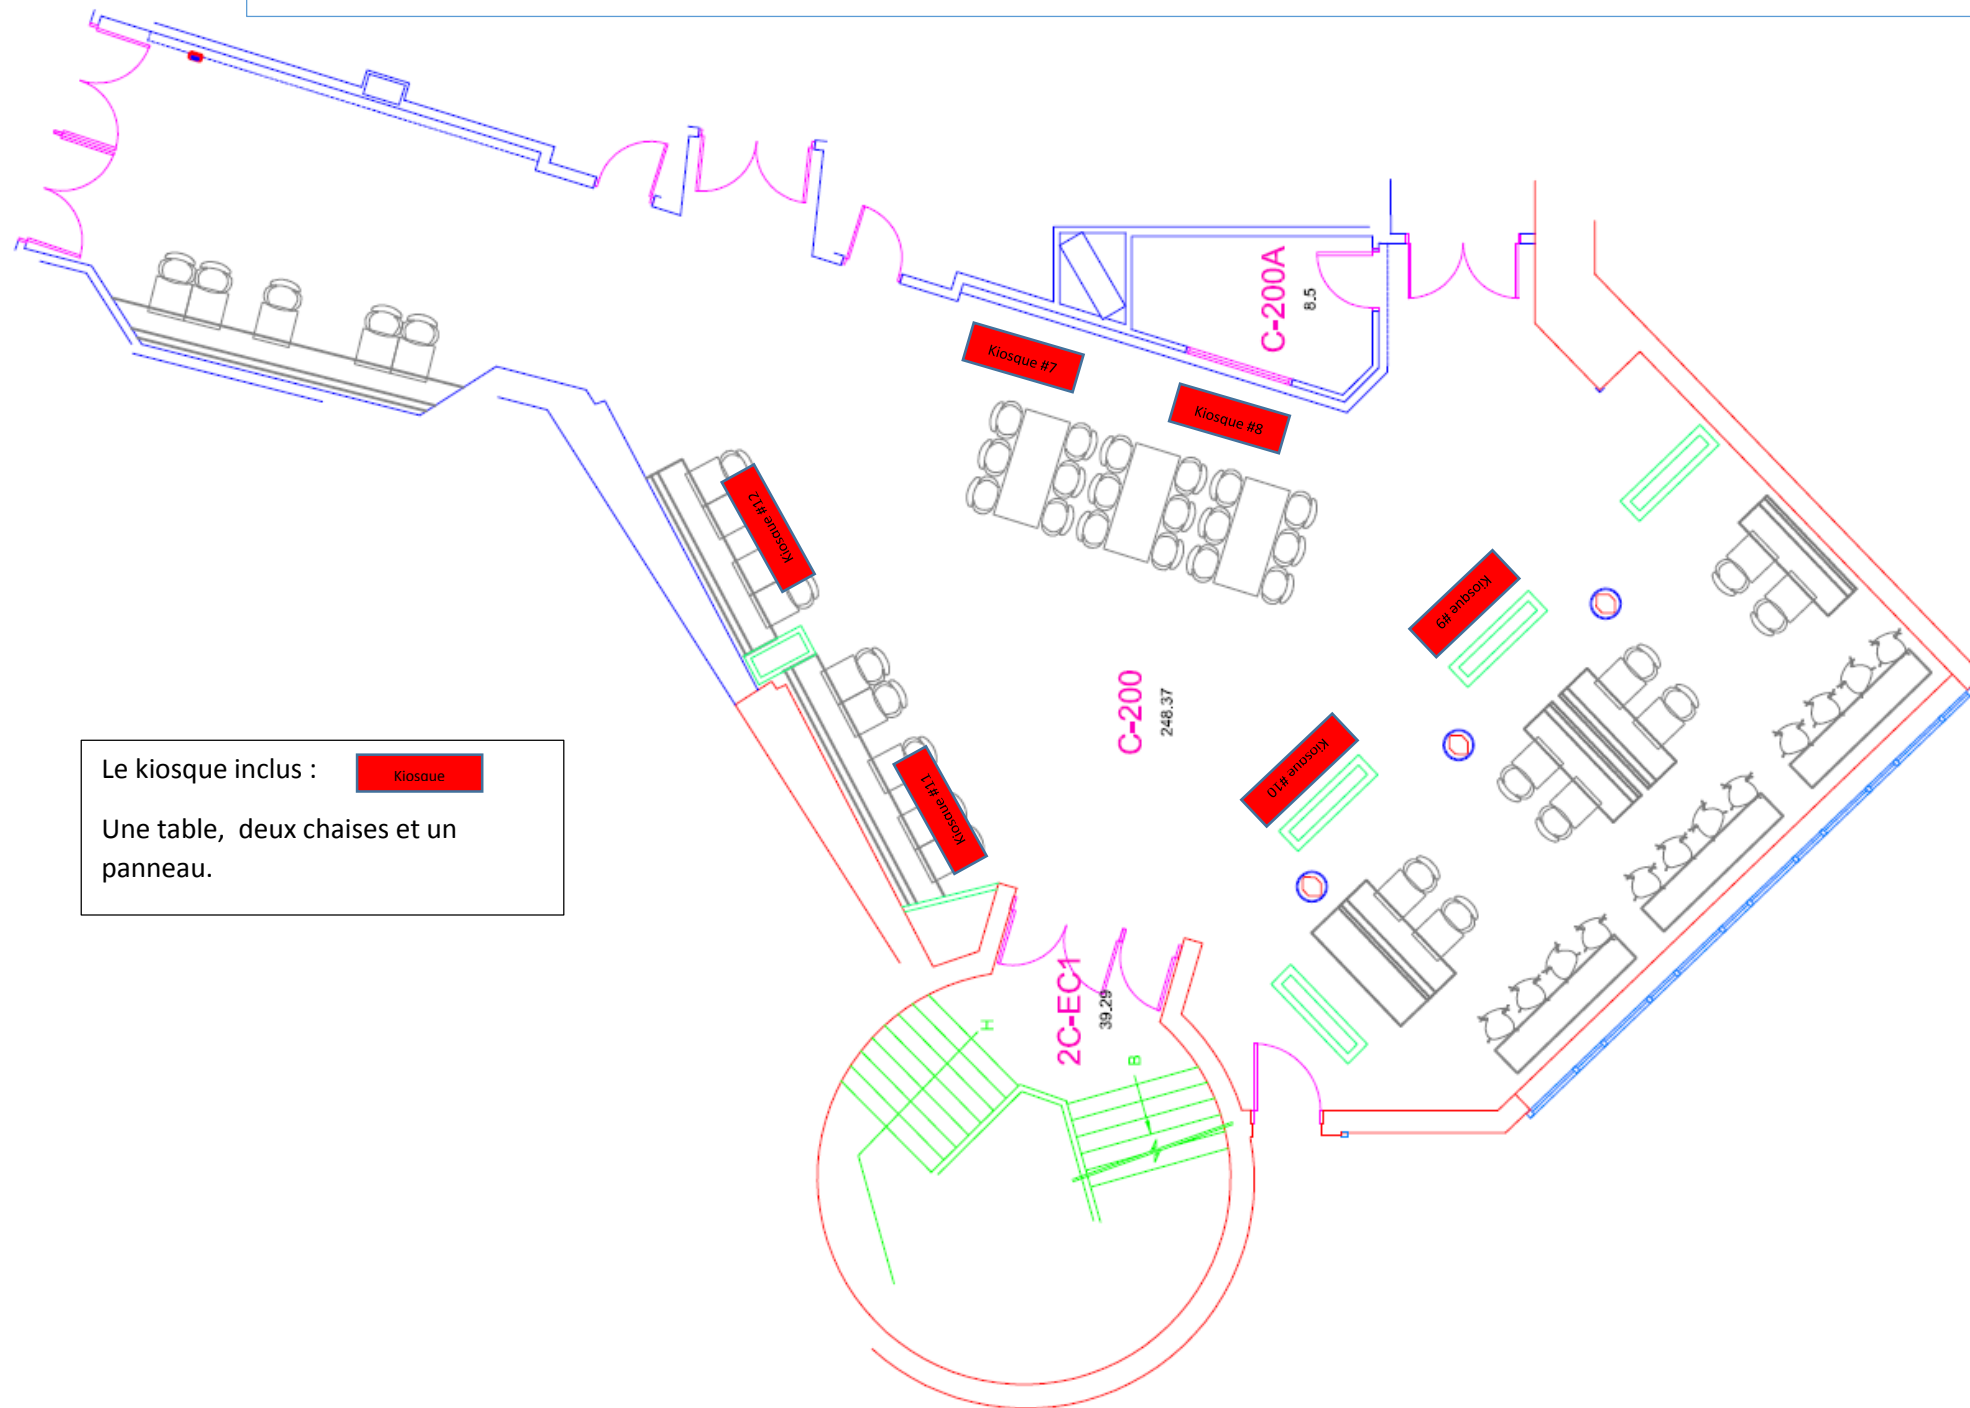 C-200A
8.5
Kiosque #7
Kiosque #8
Kiosque #12
Kiosque #9
C-200
248.37
Kiosque #10
Kiosque #11
Le kiosque inclus :
Kiosque
Une table, deux chaises et un
panneau.
2C-EC1
39.29
H
B